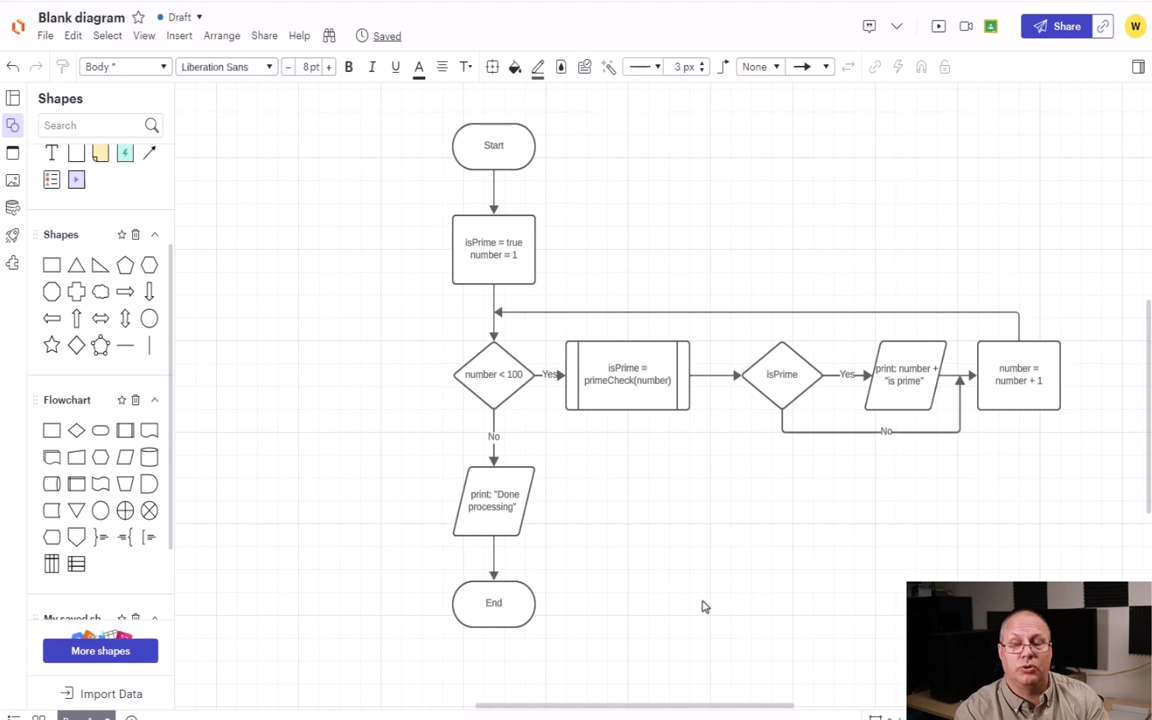 Blank diagram
Draft
File Edit Select View Insert Arrange Share Help
Saved
Share
W
Body *
Liberation Sans
8 pt
B I U A T
3 px
None
Shapes
Search
T
Shapes
Flowchart
More shapes
Import Data
Start
isPrime = true
number = 1
number < 100
Yes
isPrime =
primeCheck(number)
isPrime
Yes
print: number +
"is prime"
number =
number + 1
No
No
print: "Done
processing"
End